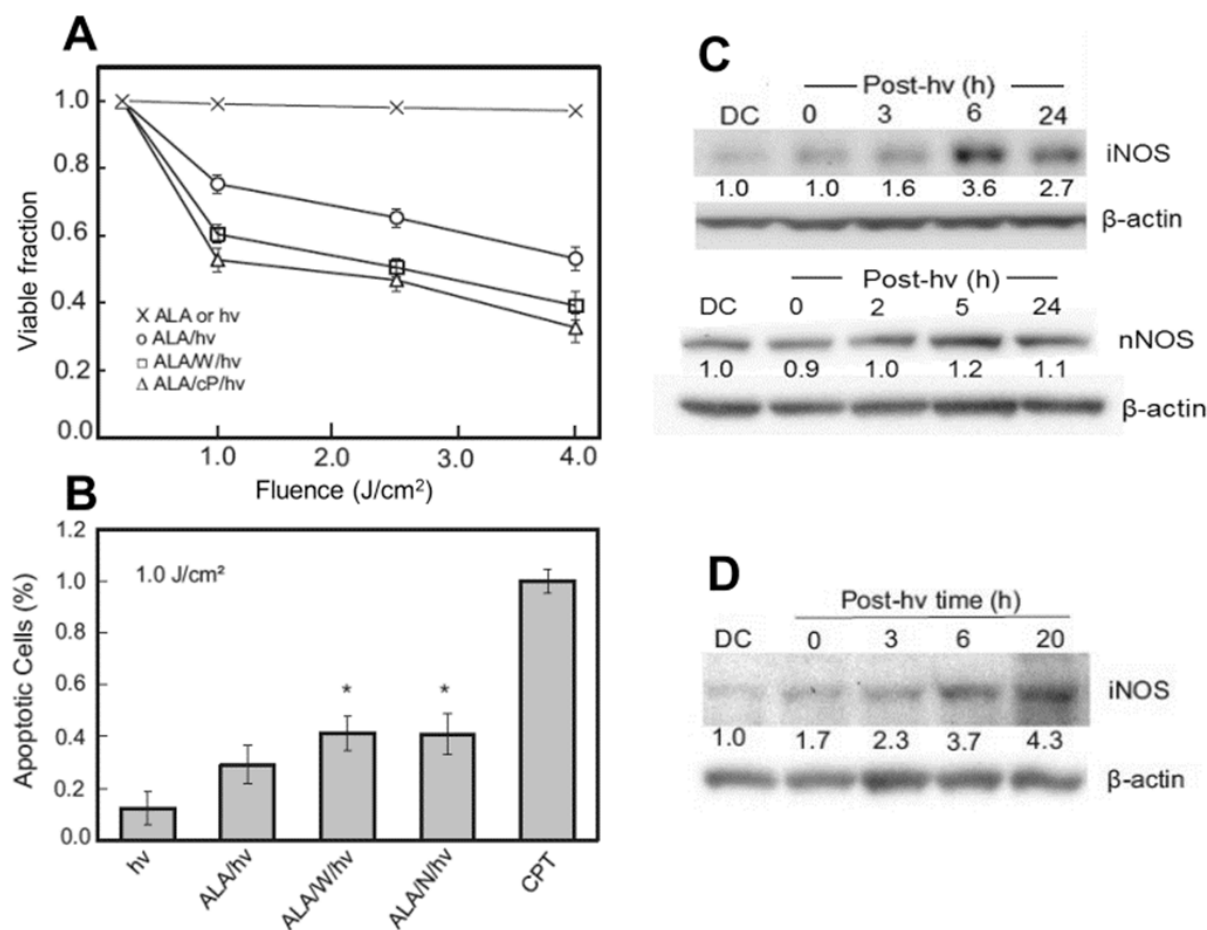 A
1.0
0.8
0.6
0.4
0.2
0.0
Viable fraction
X ALA or hv
○ ALA/hv
□ ALA/W/hv
△ ALA/cP/hv
1.0 2.0 3.0 4.0
Fluence (J/cm²)
B
1.2
1.0
0.8
0.6
0.4
0.2
0.0
Apoptotic Cells (%)
1.0 J/cm²
* *
hv ALA/hv ALA/W/hv ALA/N/hv CPT
C
Post-hv (h)
DC 0 3 6 24
iNOS
1.0 1.0 1.6 3.6 2.7
β-actin
Post-hv (h)
DC 0 2 5 24
nNOS
1.0 0.9 1.0 1.2 1.1
β-actin
D
Post-hv time (h)
DC 0 3 6 20
iNOS
1.0 1.7 2.3 3.7 4.3
β-actin